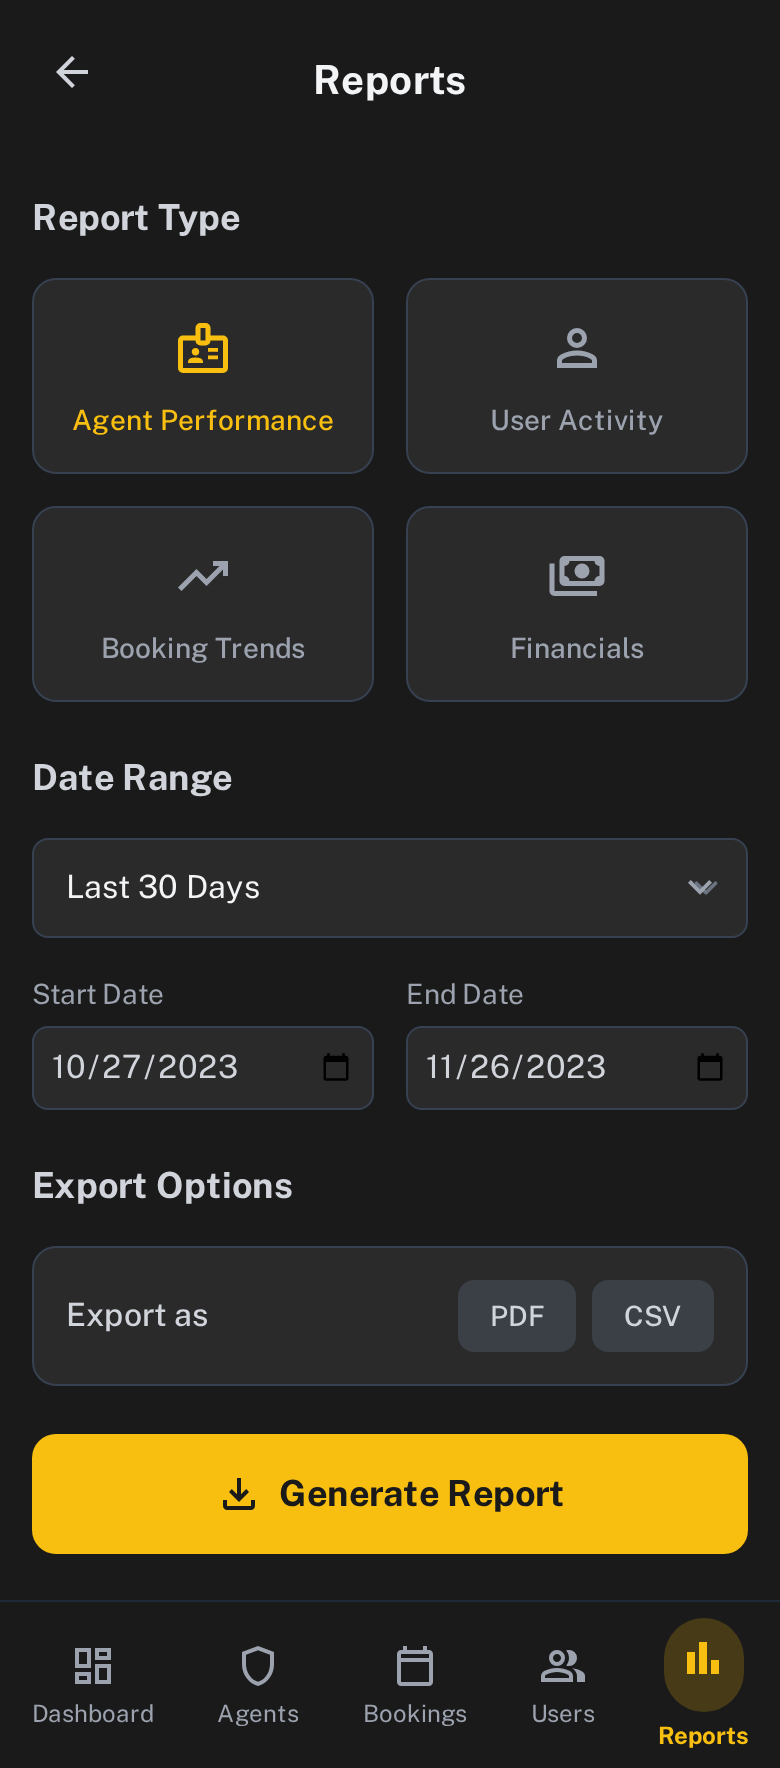 Reports
Report Type
Agent Performance
User Activity
Booking Trends
Financials
Date Range
Last 30 Days
Start Date
End Date
10/27/2023
11/26/2023
Export Options
Export as
PDF
CSV
Generate Report
Dashboard
Agents
Bookings
Users
Reports